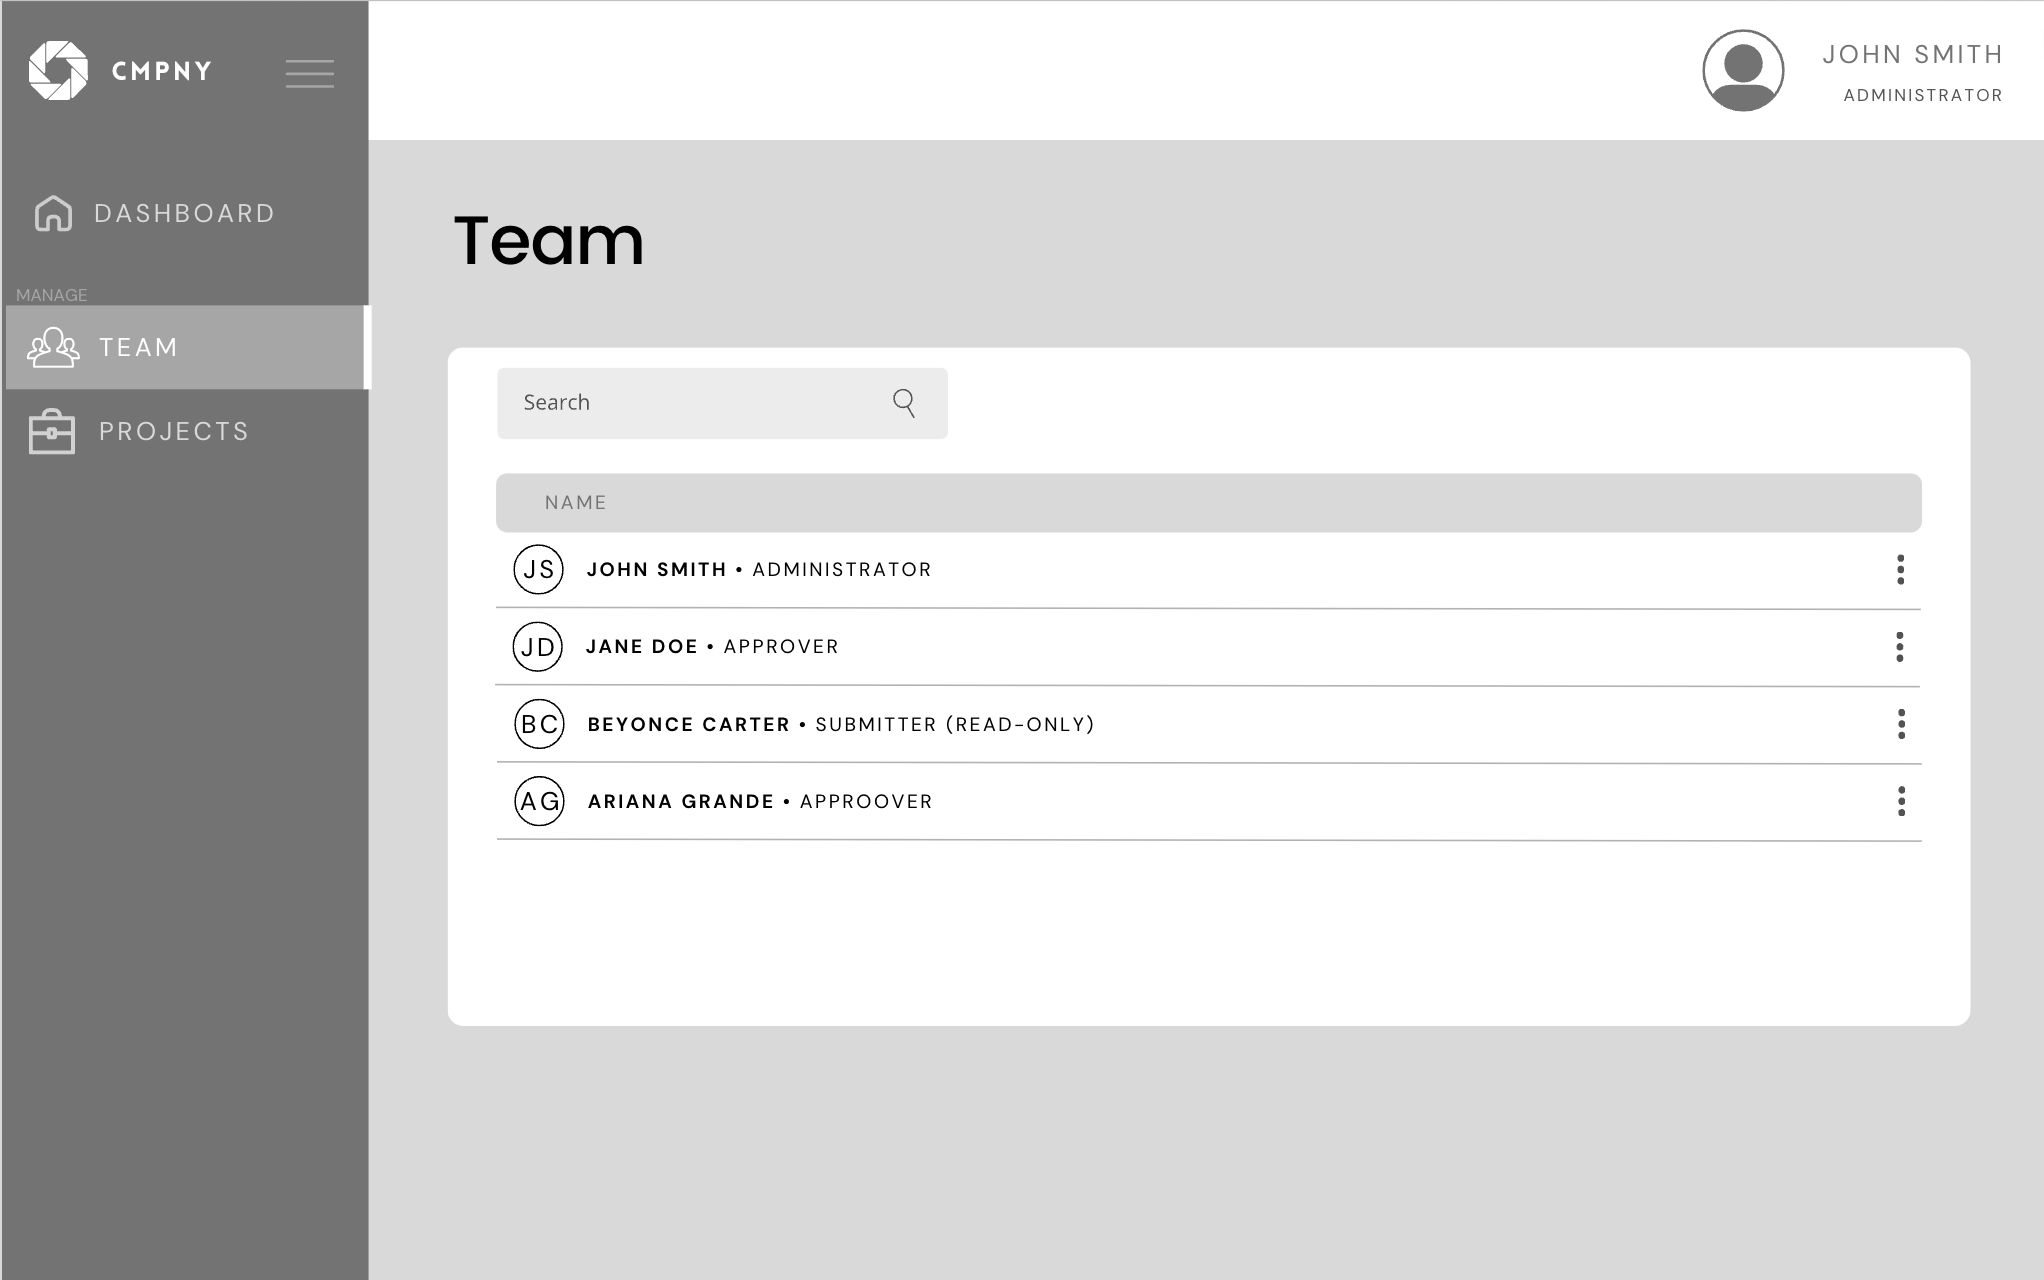 CMPNY
JOHN SMITH
ADMINISTRATOR
DASHBOARD
MANAGE
TEAM
PROJECTS
Team
Search
NAME
JS JOHN SMITH • ADMINISTRATOR
JD JANE DOE • APPROVER
BC BEYONCE CARTER • SUBMITTER (READ-ONLY)
AG ARIANA GRANDE • APPROOVER